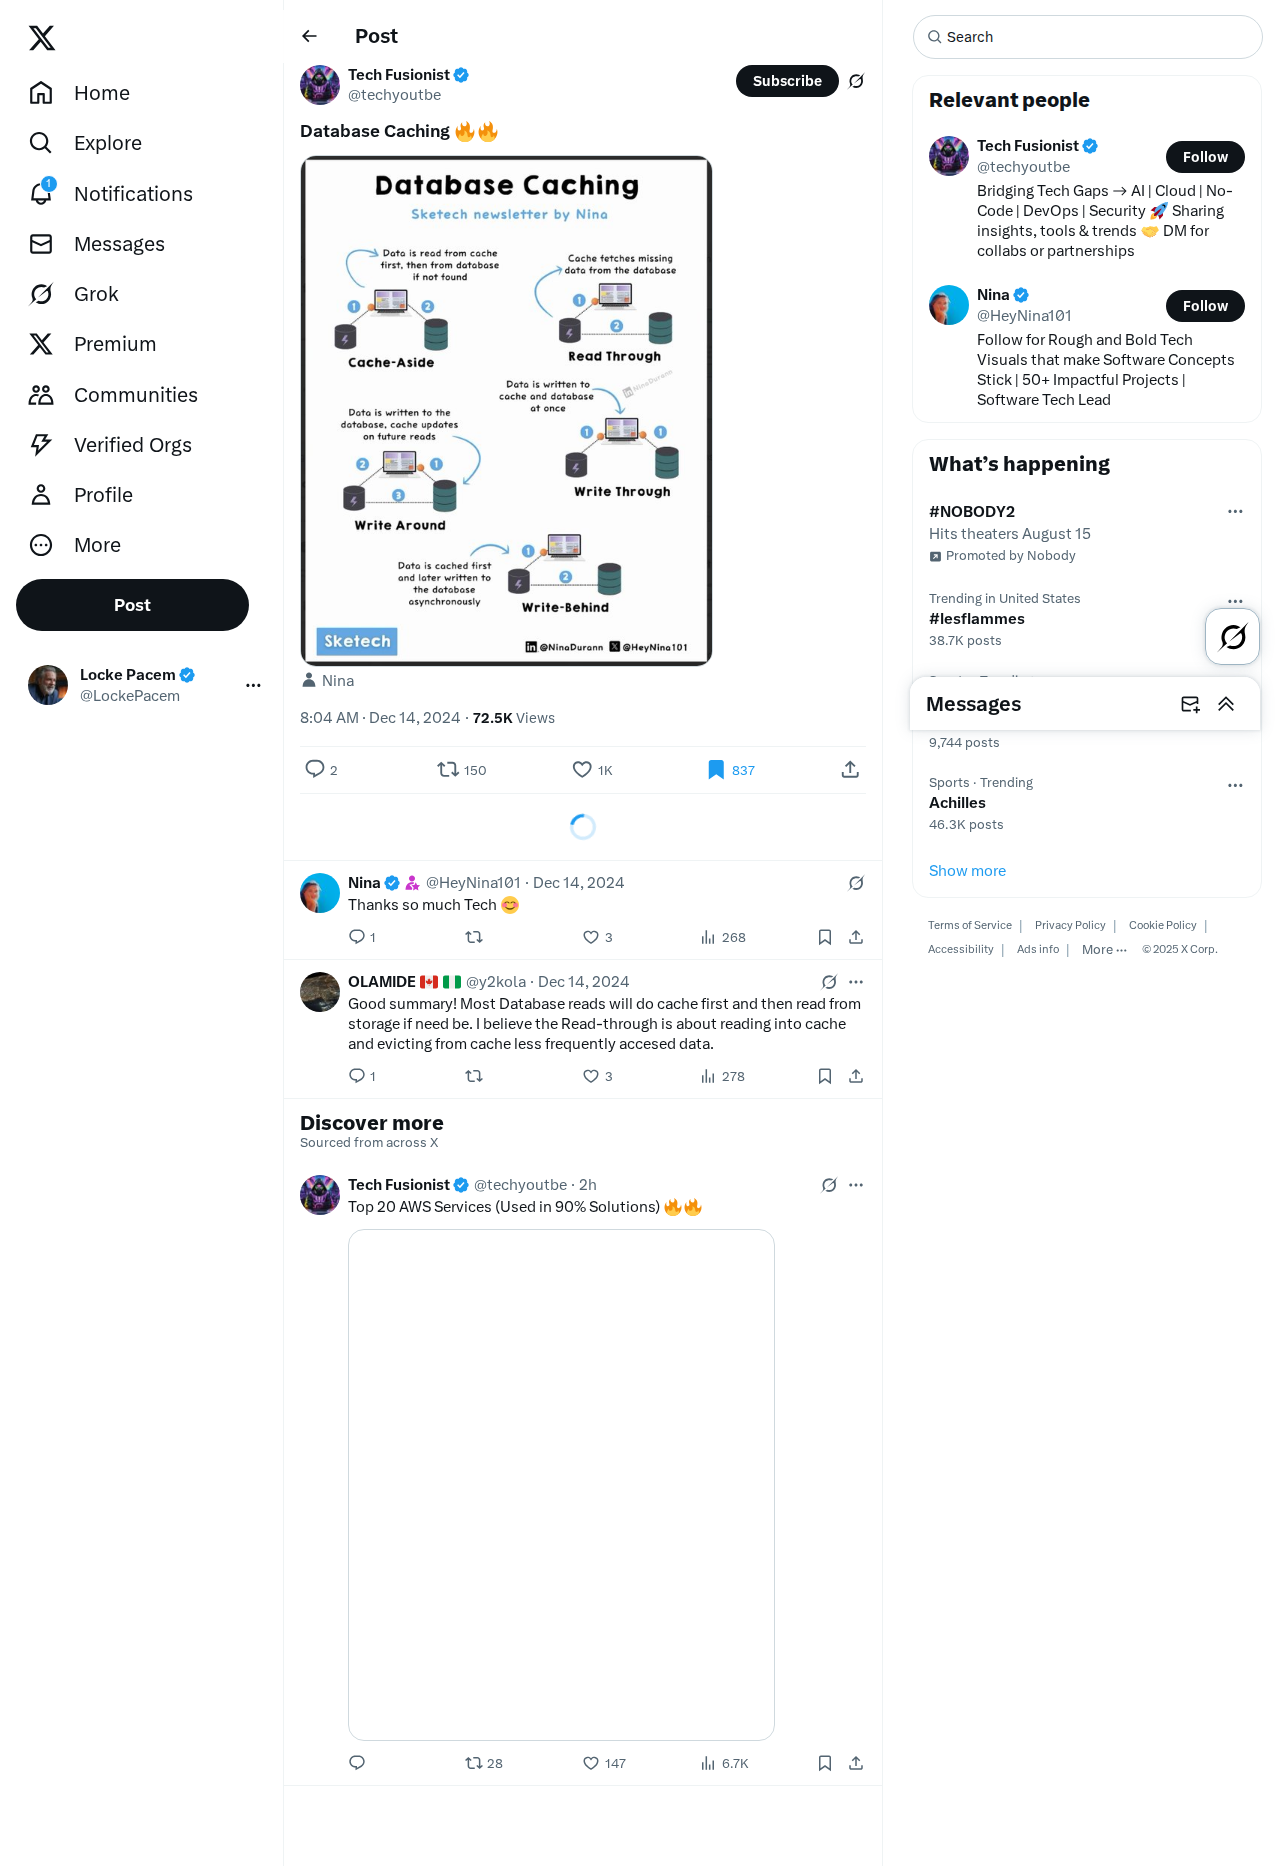 Home
Explore
1
Notifications
Messages
Grok
Premium
Communities
Verified Orgs
Profile
More
Post
Locke Pacem
@LockePacem
Post
Tech Fusionist
@techyoutbe
Subscribe
Database Caching 🔥🔥
Database Caching
Sketech newsletter by Nina
Data is read from cache
first, then from database
if not found
1
2
Cache-Aside
Cache fetches missing
data from the database
1
2
Read Through
Data is written to
cache and database
at once
NinaDurann
1
1
Write Through
Data is written to the
database, cache updates
on future reads
2
1
3
Write Around
Data is cached first
and later written to
the database
asynchronously
1
2
Write-Behind
Sketech
@NinaDurann
@HeyNina101
Nina
8:04 AM · Dec 14, 2024 · 72.5K Views
2
150
1K
837
Nina
@HeyNina101 · Dec 14, 2024
Thanks so much Tech 😊
1
3
268
OLAMIDE 🇨🇦 🇳🇬 @y2kola · Dec 14, 2024
Good summary! Most Database reads will do cache first and then read from
storage if need be. I believe the Read-through is about reading into cache
and evicting from cache less frequently accesed data.
1
3
278
Discover more
Sourced from across X
Tech Fusionist
@techyoutbe · 2h
Top 20 AWS Services (Used in 90% Solutions) 🔥🔥
28
147
6.7K
Search
Relevant people
Tech Fusionist
@techyoutbe
Follow
Bridging Tech Gaps → AI | Cloud | No-
Code | DevOps | Security 🚀 Sharing
insights, tools & trends 🤝 DM for
collabs or partnerships
Nina
@HeyNina101
Follow
Follow for Rough and Bold Tech
Visuals that make Software Concepts
Stick | 50+ Impactful Projects |
Software Tech Lead
What's happening
#NOBODY2
Hits theaters August 15
Promoted by Nobody
Trending in United States
#lesflammes
38.7K posts
Messages
9,744 posts
Sports · Trending
Achilles
46.3K posts
Show more
Terms of Service | Privacy Policy | Cookie Policy |
Accessibility | Ads info | More ··· © 2025 X Corp.